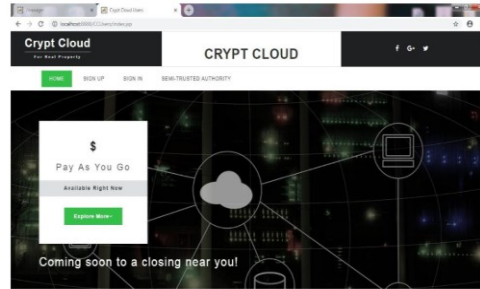 Crypt Cloud Users
localhost
Crypt Cloud
For Real Property
CRYPT CLOUD
f G+
HOME SIGN UP SIGN IN SEMI-TRUSTED AUTHORITY
$
Pay As You Go
Available Right Now
Explore More~
Coming soon to a closing near you!